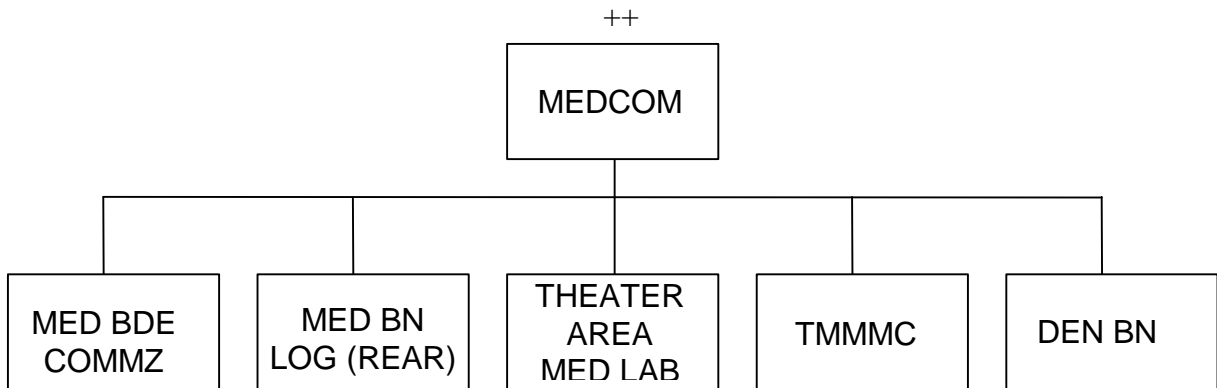 ++
MEDCOM
MED BDE
COMMZ
MED BN
LOG (REAR)
THEATER
AREA
MED LAB
TMMMC
DEN BN